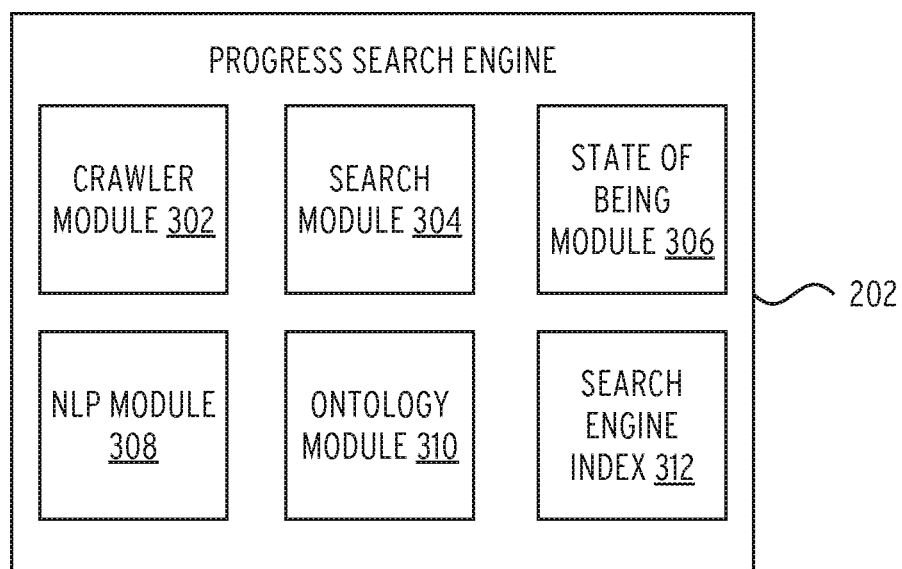 PROGRESS SEARCH ENGINE
CRAWLER
MODULE 302
SEARCH
MODULE 304
STATE OF
BEING
MODULE 306
202
NLP MODULE
308
ONTOLOGY
MODULE 310
SEARCH
ENGINE
INDEX 312